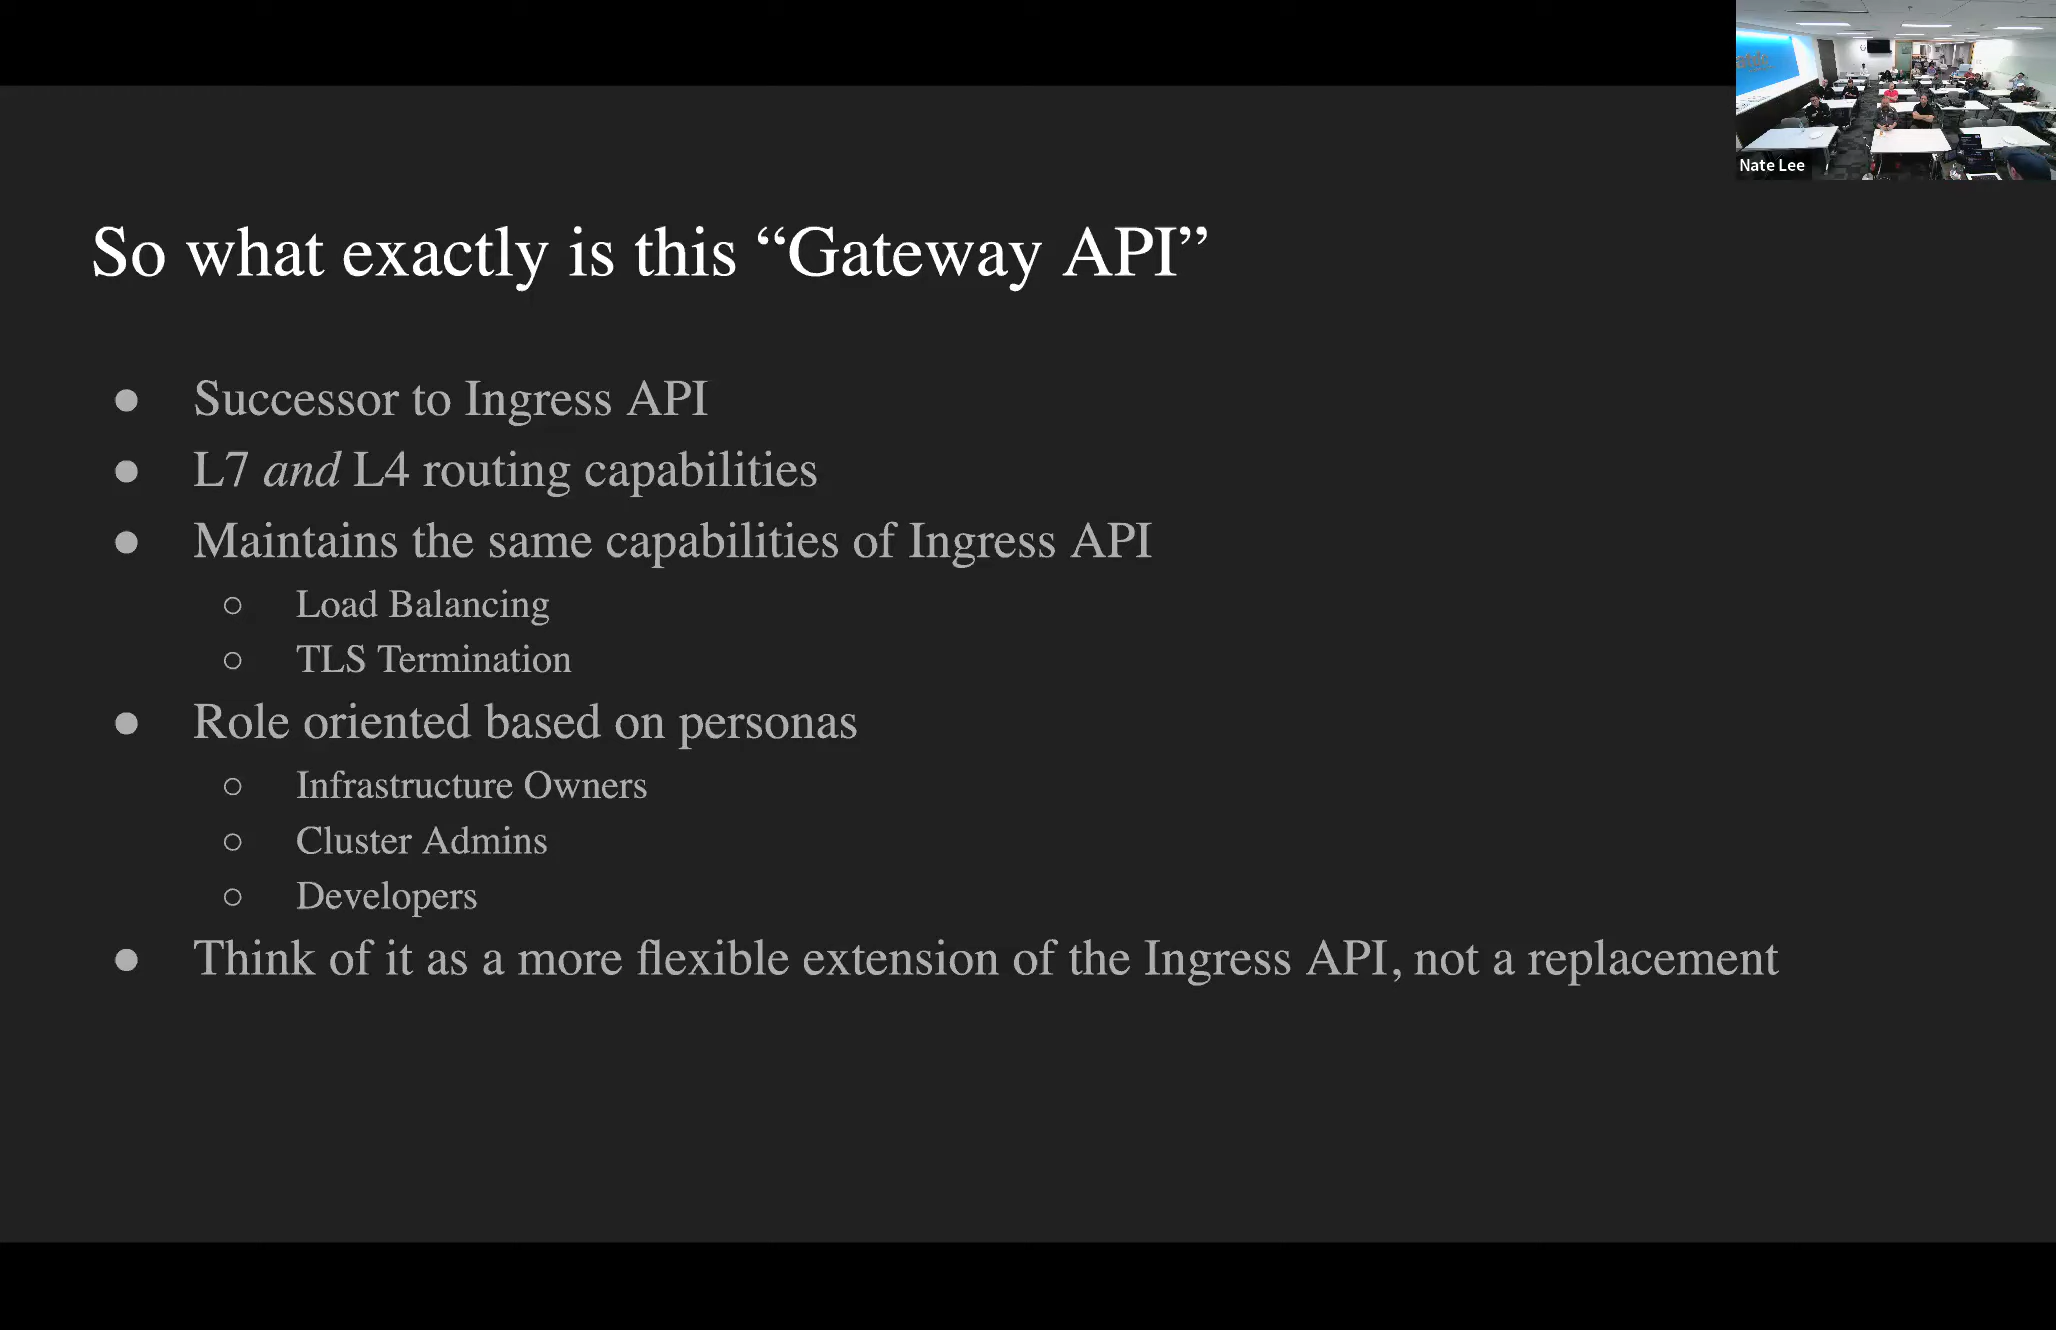 Nate Lee
So what exactly is this “Gateway API”
● Successor to Ingress API
● L7 and L4 routing capabilities
● Maintains the same capabilities of Ingress API
○ Load Balancing
○ TLS Termination
● Role oriented based on personas
○ Infrastructure Owners
○ Cluster Admins
○ Developers
● Think of it as a more flexible extension of the Ingress API, not a replacement